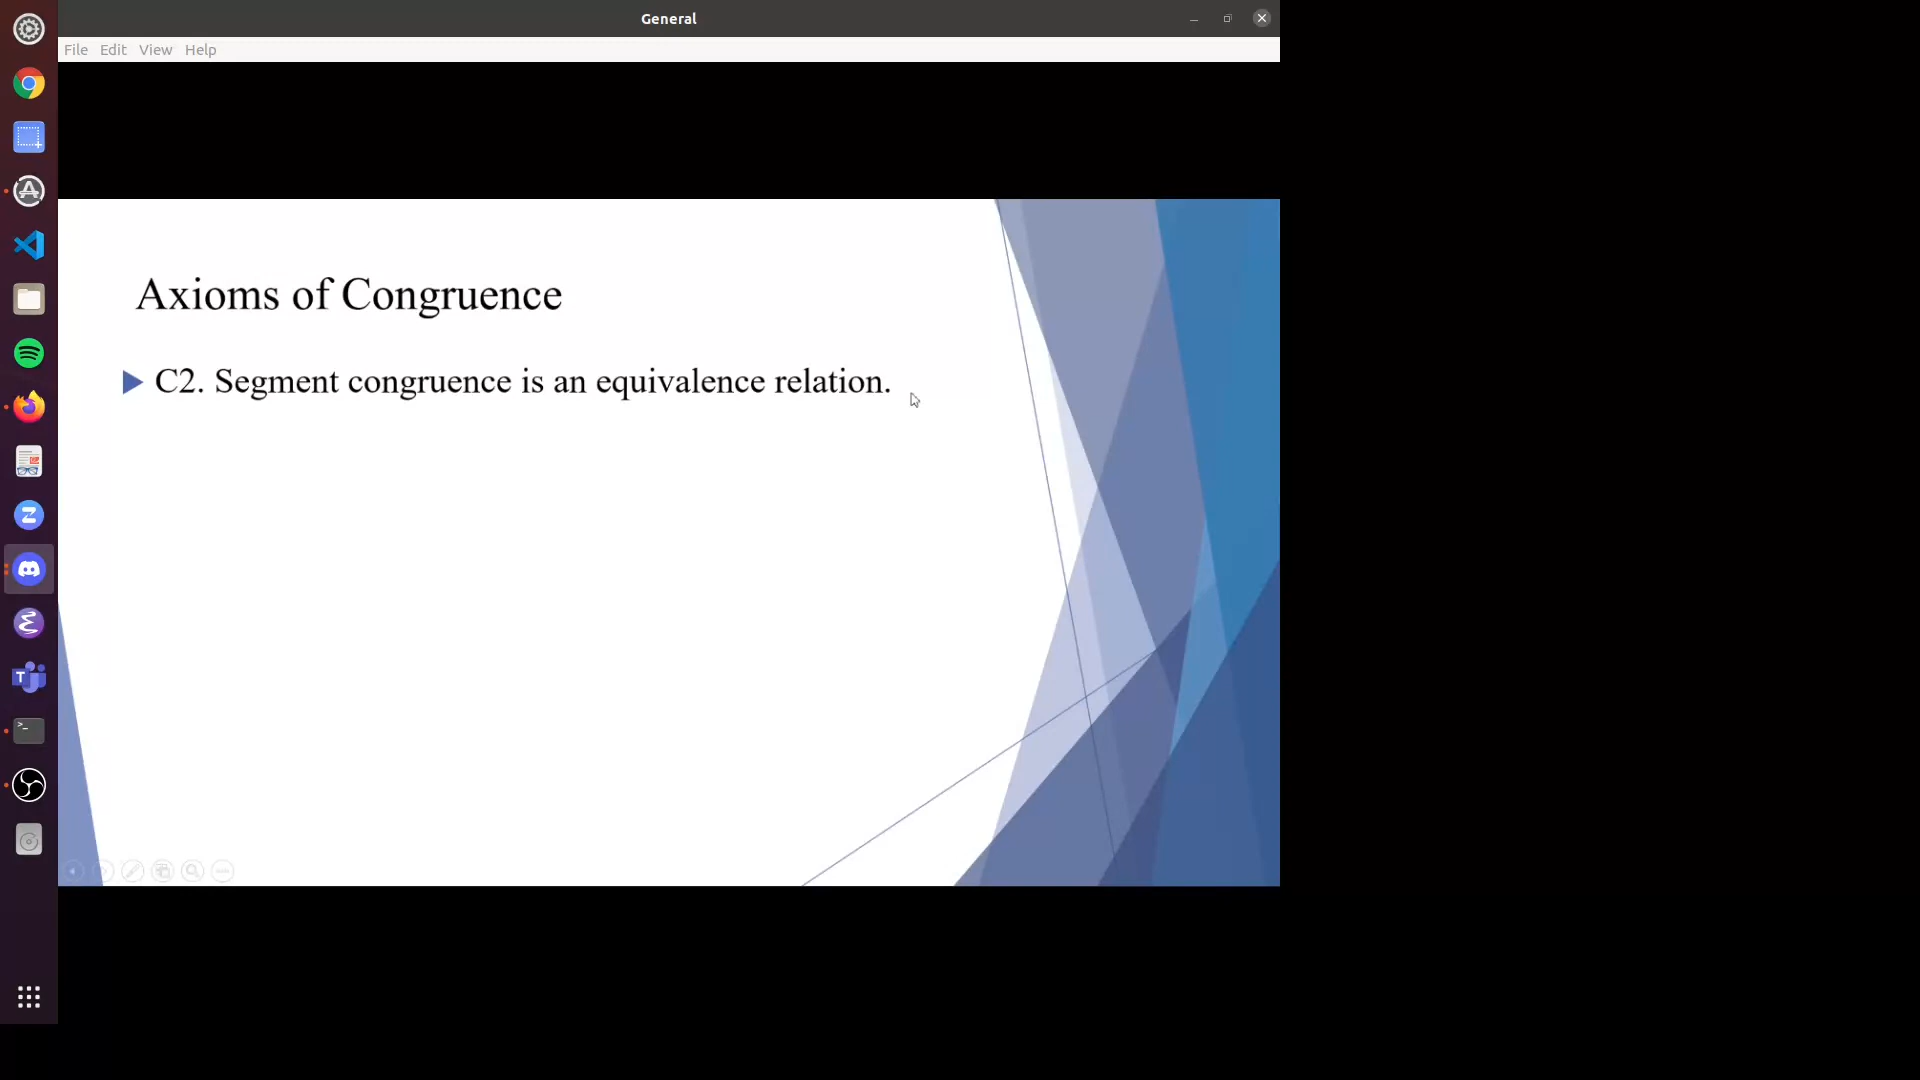 General
File Edit View Help
Axioms of Congruence
C2. Segment congruence is an equivalence relation.